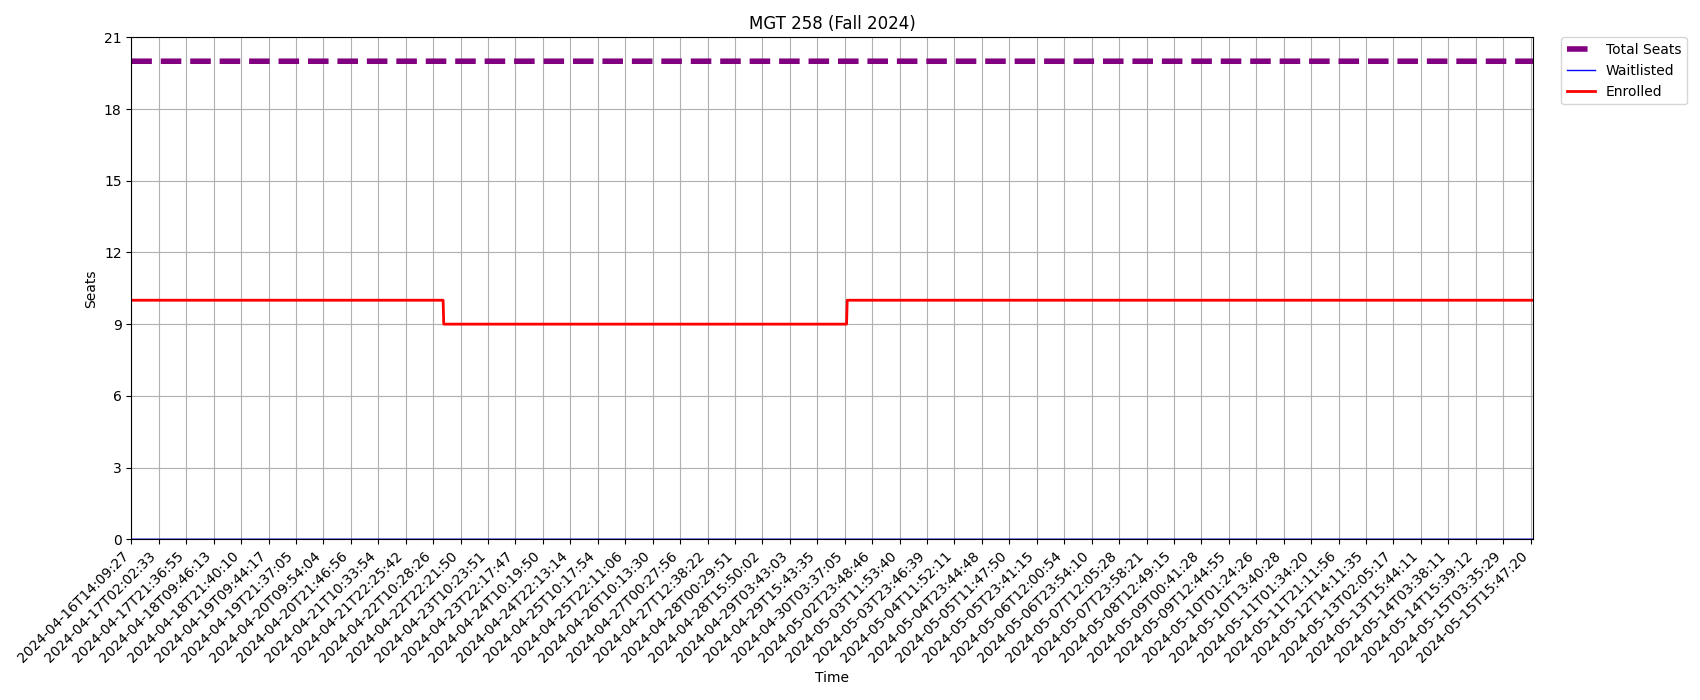 MGT 258 (Fall 2024)
Total Seats
Waitlisted
Enrolled
Seats
21
18
15
12
9
6
3
0
2024-04-16T14:09:27
2024-04-17T02:02:33
2024-04-17T21:36:55
2024-04-18T09:46:13
2024-04-18T21:40:10
2024-04-19T09:44:17
2024-04-19T21:37:05
2024-04-20T09:54:04
2024-04-20T21:46:56
2024-04-21T10:33:54
2024-04-21T22:25:42
2024-04-22T10:28:26
2024-04-22T22:21:50
2024-04-23T10:23:51
2024-04-23T22:17:47
2024-04-24T10:19:50
2024-04-24T22:13:14
2024-04-25T10:17:54
2024-04-25T22:11:06
2024-04-26T10:13:30
2024-04-27T00:27:56
2024-04-27T12:38:22
2024-04-28T00:29:51
2024-04-28T15:50:02
2024-04-29T03:43:03
2024-04-29T15:43:35
2024-04-30T03:37:05
2024-05-02T23:48:46
2024-05-03T11:53:40
2024-05-03T23:46:39
2024-05-04T11:52:11
2024-05-04T23:44:48
2024-05-05T11:47:50
2024-05-05T23:41:15
2024-05-06T12:00:54
2024-05-06T23:54:10
2024-05-07T12:05:28
2024-05-07T23:58:21
2024-05-08T12:49:15
2024-05-09T00:41:28
2024-05-09T12:44:55
2024-05-10T01:24:26
2024-05-10T13:40:28
2024-05-11T01:34:20
2024-05-11T21:11:56
2024-05-12T14:11:35
2024-05-13T02:05:17
2024-05-13T15:44:11
2024-05-14T03:38:11
2024-05-14T15:39:12
2024-05-15T03:35:29
2024-05-15T15:47:20
Time